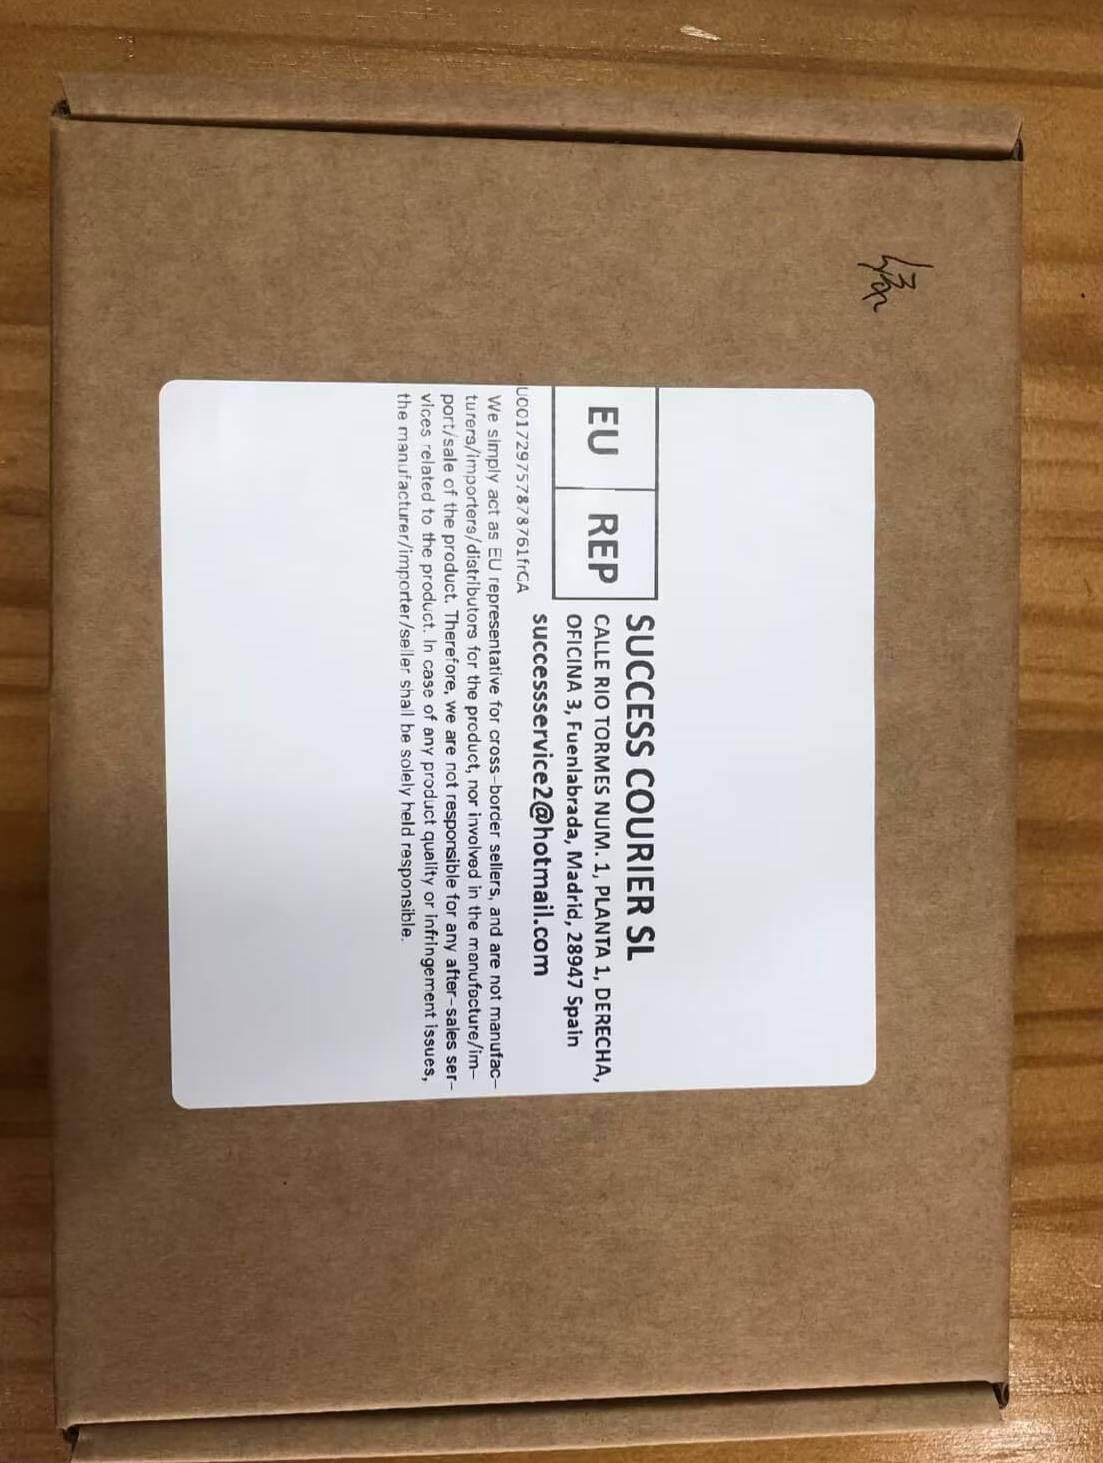 EU REP
SUCCESS COURIER SL
CALLE RIO TORMES NUM. 1, PLANTA 1, DERECHA,
OFICINA 3, Fuenlabrada, Madrid, 28947 Spain
successservice2@hotmail.com
U001729757878761frGA
We simply act as EU representative for cross-border sellers, and are not manufac-
turers/importers/distributors for the product, nor involved in the manufacture/im-
port/sale of the product. Therefore, we are not responsible for any after-sales ser-
vices related to the product. In case of any product quality or infringement issues,
the manufacturer/importer/seller shall be solely held responsible.